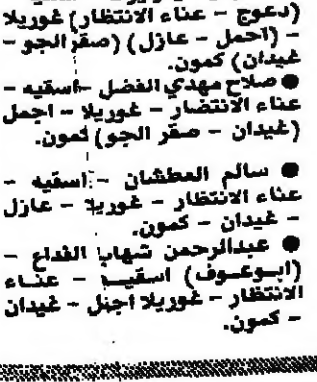 (دعوج - عناء الانتظار) غوريلا
- (احمل - عازل) (صقر الجو -
غيدان) كمون.
● صلاح مهدي الفضل - اسقيه -
عناء الانتضار - غوريلا - اجمل
(غيدان - صقر الجو) كمون.
● سالم العطشان - اسقيه -
عناء الانتظار - غوريلا - عازل
- غيدان - كمون.
● عبدالرحمن شهاب القداع -
(ابوعوف) اسقيه - عناء
الانتظار - غوريلا اجمل - غيدان
- كمون.